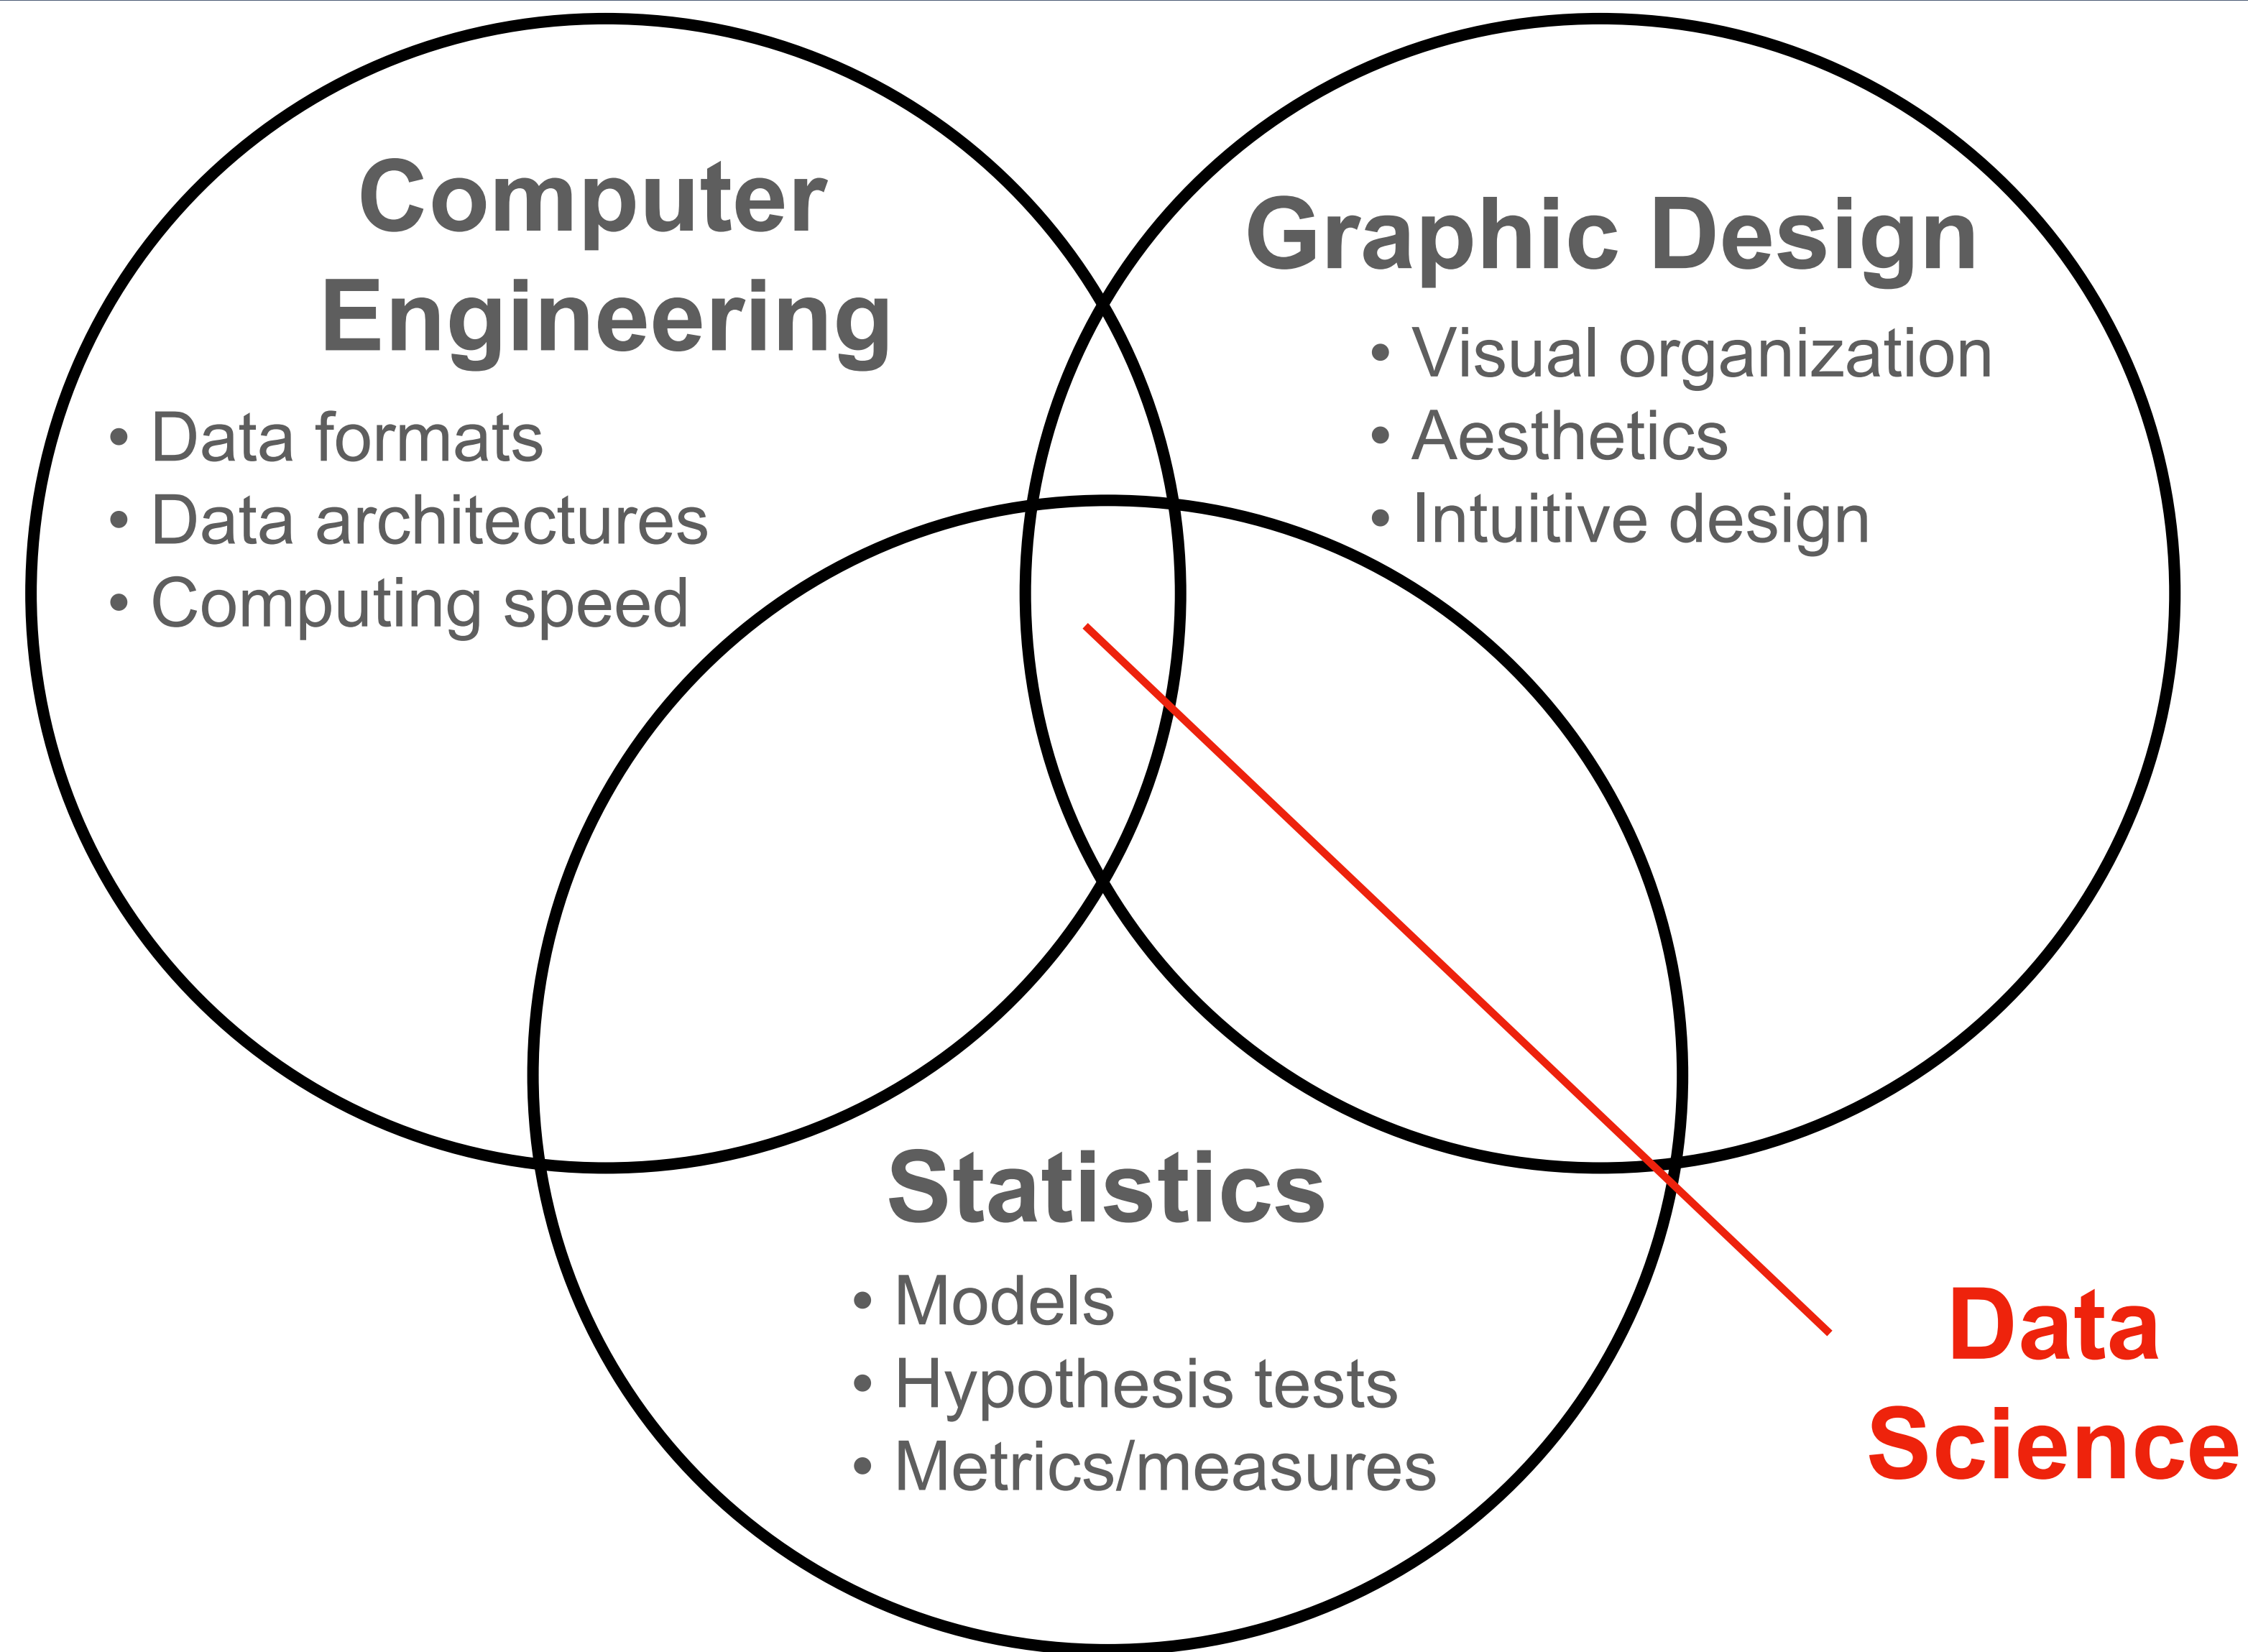 Computer
Engineering
• Data formats
• Data architectures
• Computing speed
Graphic Design
• Visual organization
• Aesthetics
• Intuitive design
Statistics
• Models
• Hypothesis tests
• Metrics/measures
Data
Science